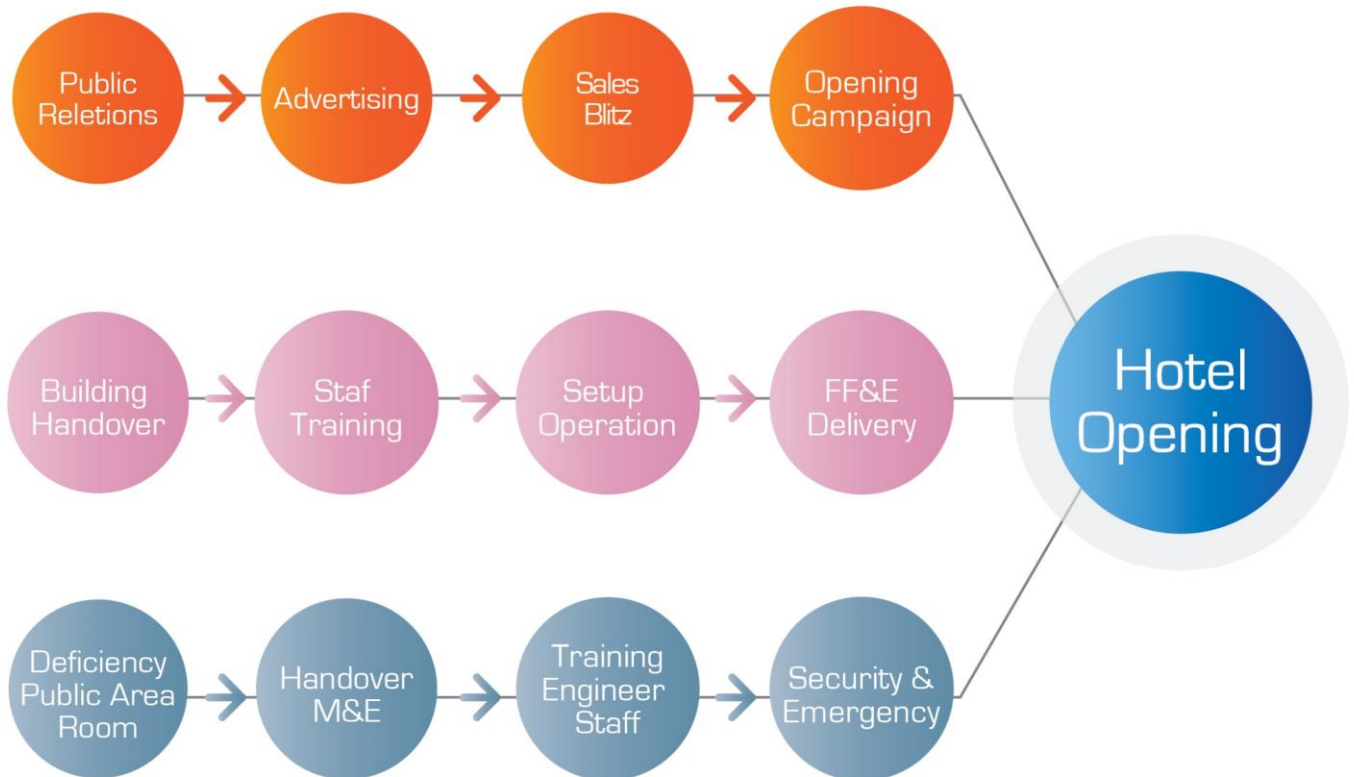 Public
Reletions
Advertising
Sales
Blitz
Opening
Campaign
Building
Handover
Staf
Training
Setup
Operation
FF&E
Delivery
Hotel
Opening
Deficiency
Public Area
Room
Handover
M&E
Training
Engineer
Staff
Security &
Emergency